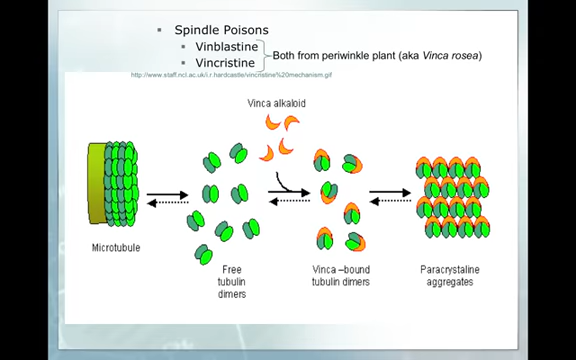 Spindle Poisons
Vinblastine
Vincristine
Both from periwinkle plant (aka Vinca rosea)
http://www.staff.ncl.ac.uk/i.r.hardcastle/vincristine%20mechanism.gif
Vinca alkaloid
Microtubule
Free
tubulin
dimers
Vinca –bound
tubulin dimers
Paracrystaline
aggregates